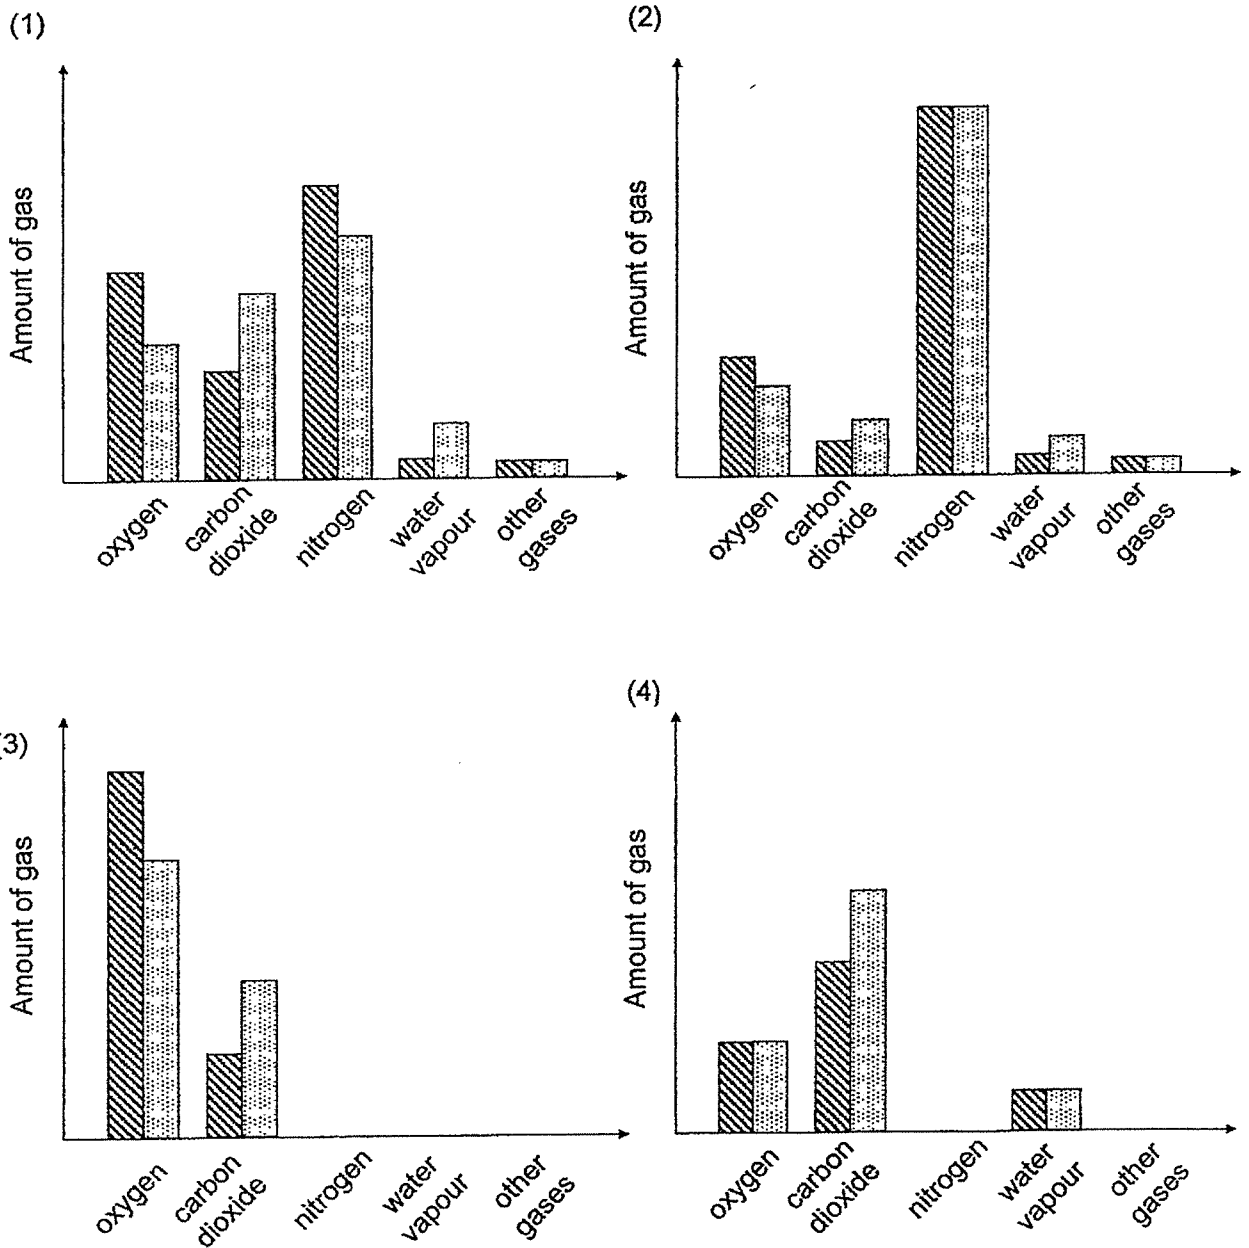 (1)
Amount of gas
oxygen
carbon
dioxide
nitrogen
water
vapour
other
gases
(2)
Amount of gas
oxygen
carbon
dioxide
nitrogen
water
vapour
other
gases
(3)
Amount of gas
oxygen
carbon
dioxide
nitrogen
water
vapour
other
gases
(4)
Amount of gas
oxygen
carbon
dioxide
nitrogen
water
vapour
other
gases